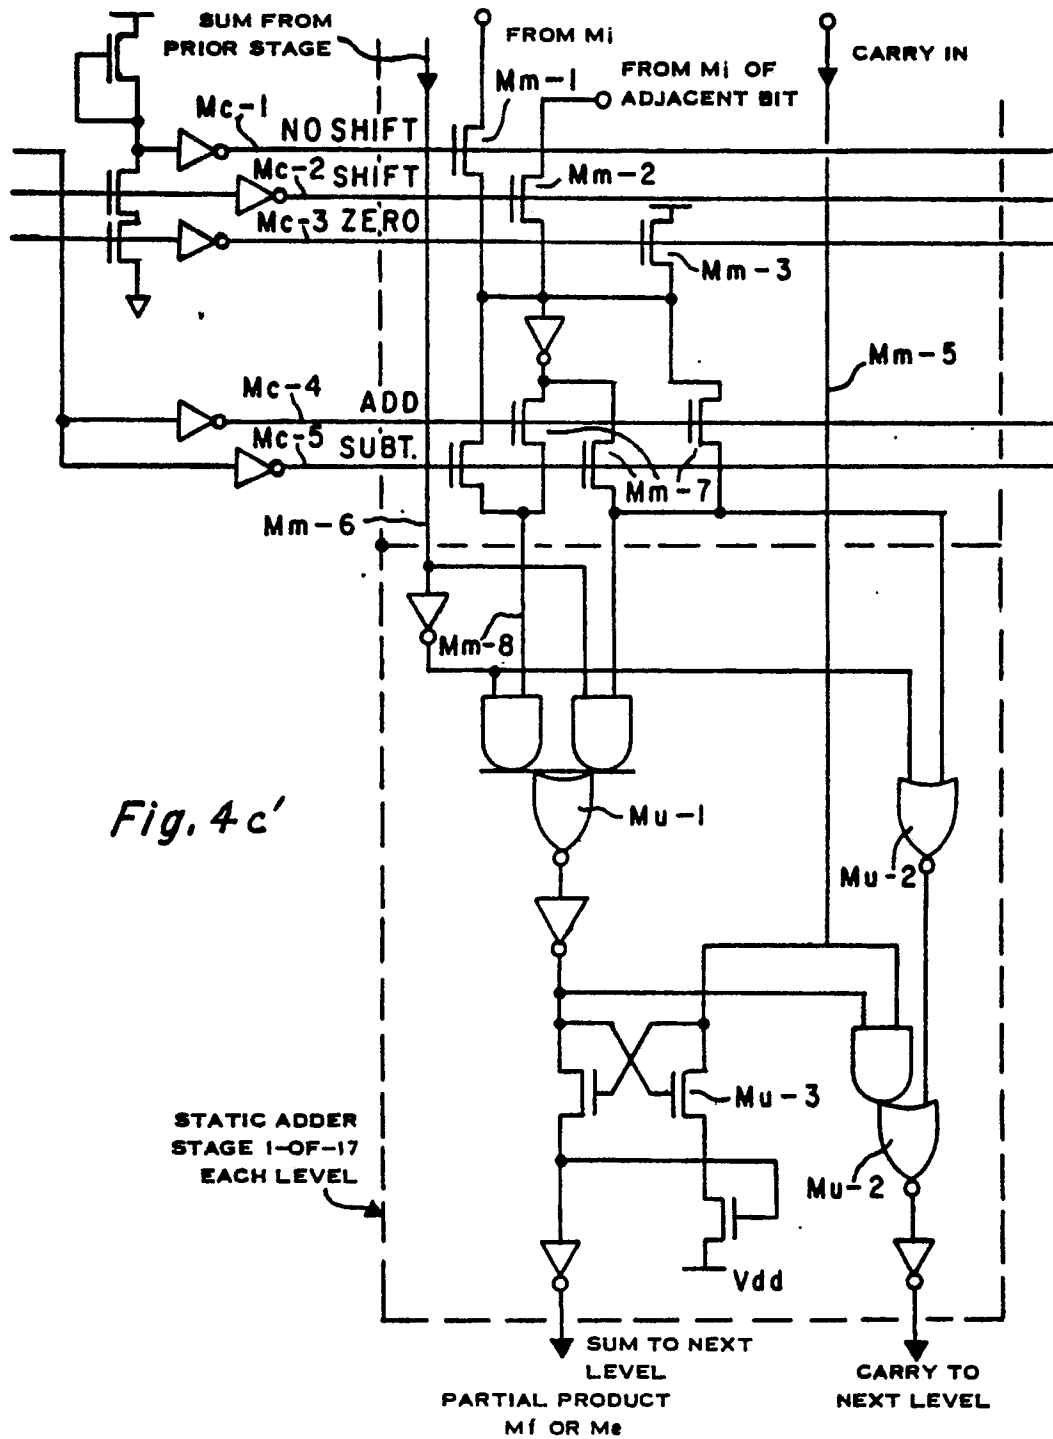 SUM FROM
PRIOR STAGE
FROM Mi
FROM Mi OF
ADJACENT BIT
CARRY IN
Mm-1
Mc-1
NO SHIFT
Mc-2
SHIFT
Mm-2
Mc-3
ZERO
Mm-3
Mm-5
Mc-4
ADD
Mc-5
SUBT.
Mm-7
Mm-6
Mm-8
Fig. 4c'
Mu-1
Mu-2
Mu-3
STATIC ADDER
STAGE 1-OF-17
EACH LEVEL
Mu-2
Vdd
SUM TO NEXT
LEVEL
PARTIAL PRODUCT
Mf OR Me
CARRY TO
NEXT LEVEL